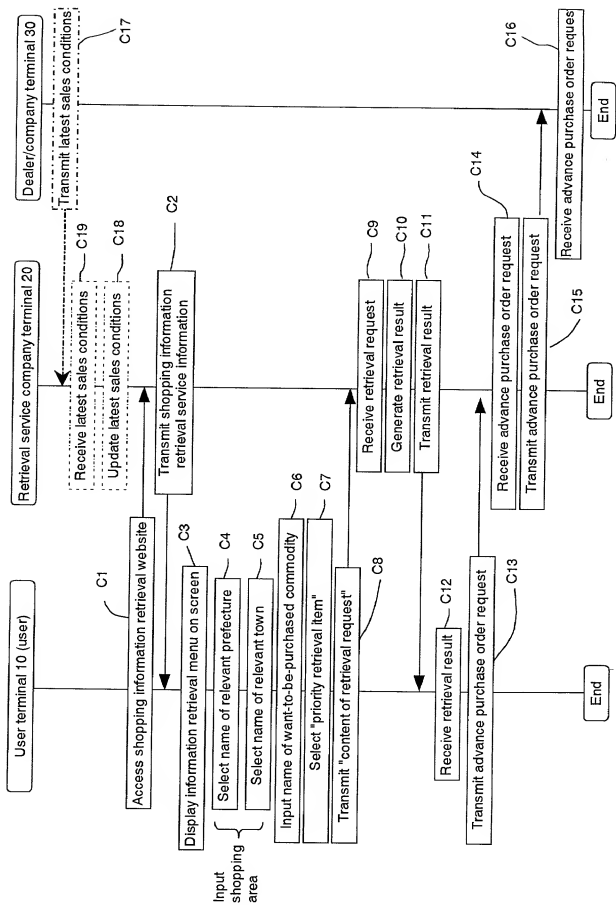 User terminal 10 (user)
Retrieval service company terminal 20
Dealer/company terminal 30
Transmit latest sales conditions
C17
Receive latest sales conditions
C19
Update latest sales conditions
C18
C1
Access shopping information retrieval website
Transmit shopping information
retrieval service information
C2
Display information retrieval menu on screen
C3
Input
shopping
area
Select name of relevant prefecture
C4
Select name of relevant town
C5
Input name of want-to-be-purchased commodity
C6
Select "priority retrieval item"
C7
Transmit "content of retrieval request"
C8
Receive retrieval request
C9
Generate retrieval result
C10
Transmit retrieval result
C11
Receive retrieval result
C12
Transmit advance purchase order request
C13
Receive advance purchase order request
C14
Transmit advance purchase order request
C15
Receive advance purchase order reques
C16
End
End
End